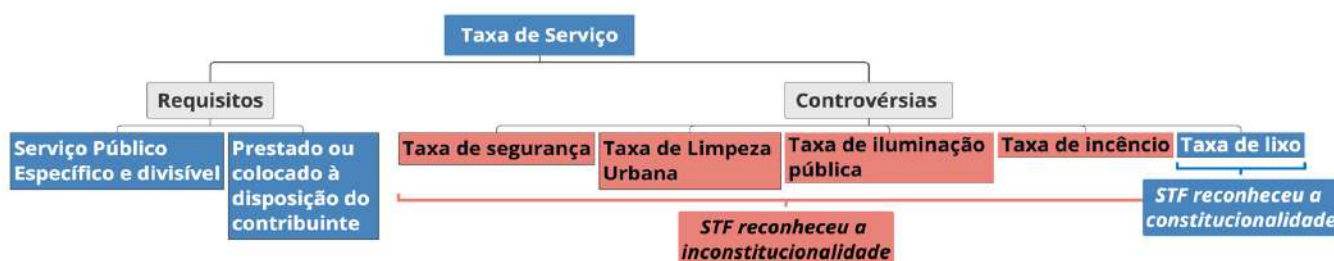 Taxa de Serviço
Requisitos
Controvérsias
Serviço Público
Específico e divisível
Prestado ou
colocado à
disposição do
contribuinte
Taxa de segurança
Taxa de Limpeza
Urbana
Taxa de iluminação
pública
Taxa de incêncio
Taxa de lixo
STF reconheceu a
inconstitucionalidade
STF reconheceu a
constitucionalidade